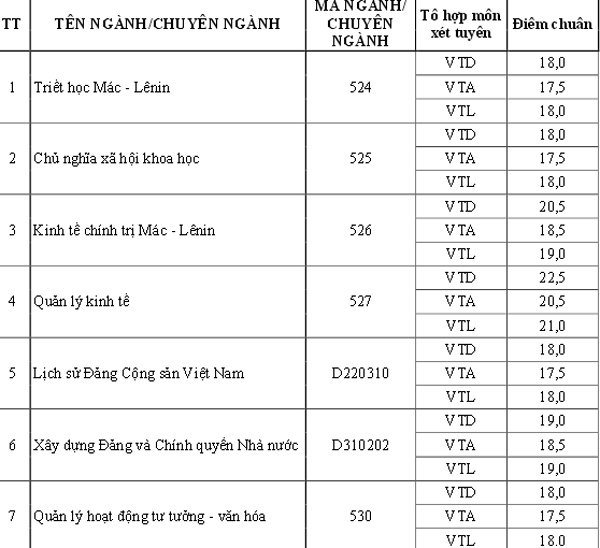 TT TÊN NGÀNH/CHUYÊN NGÀNH MÃ NGÀNH/ CHUYÊN NGÀNH Tổ hợp môn xét tuyển Điểm chuẩn
1 Triết học Mác - Lênin 524 VTD 18,0
VTA 17,5
VTL 18,0
2 Chủ nghĩa xã hội khoa học 525 VTD 18,0
VTA 17,5
VTL 18,0
3 Kinh tế chính trị Mác - Lênin 526 VTD 20,5
VTA 18,5
VTL 19,0
4 Quản lý kinh tế 527 VTD 22,5
VTA 20,5
VTL 21,0
5 Lịch sử Đảng Cộng sản Việt Nam D220310 VTD 18,0
VTA 17,5
VTL 18,0
6 Xây dựng Đảng và Chính quyền Nhà nước D310202 VTD 19,0
VTA 18,5
VTL 19,0
7 Quản lý hoạt động tư tưởng - văn hóa 530 VTD 18,0
VTA 17,5
VTL 18,0